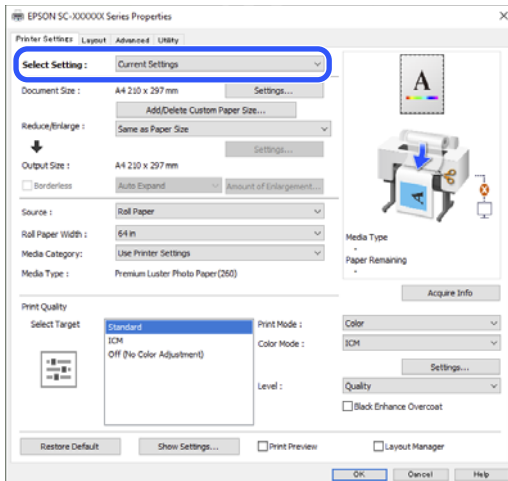 EPSON SC-XXXXXX Series Properties
Printer Settings Layout Advanced Utility
Select Setting : Current Settings
Document Size : A4 210 x 297 mm Settings...
Add/Delete Custom Paper Size...
Reduce/Enlarge : Same as Paper Size
Settings...
Output Size : A4 210 x 297 mm
Borderless Auto Expand Amount of Enlargement...
Source : Roll Paper
Roll Paper Width : 64 in
Media Category: Use Printer Settings
Media Type : Premium Luster Photo Paper(260)
A
A
Media Type
-
Paper Remaining
-
Acquire Info
Print Quality
Select Target Standard
ICM
Off (No Color Adjustment)
Print Mode : Color
Color Mode : ICM
Settings...
Level : Quality
Black Enhance Overcoat
Restore Default Show Settings... Print Preview Layout Manager
OK Cancel Help